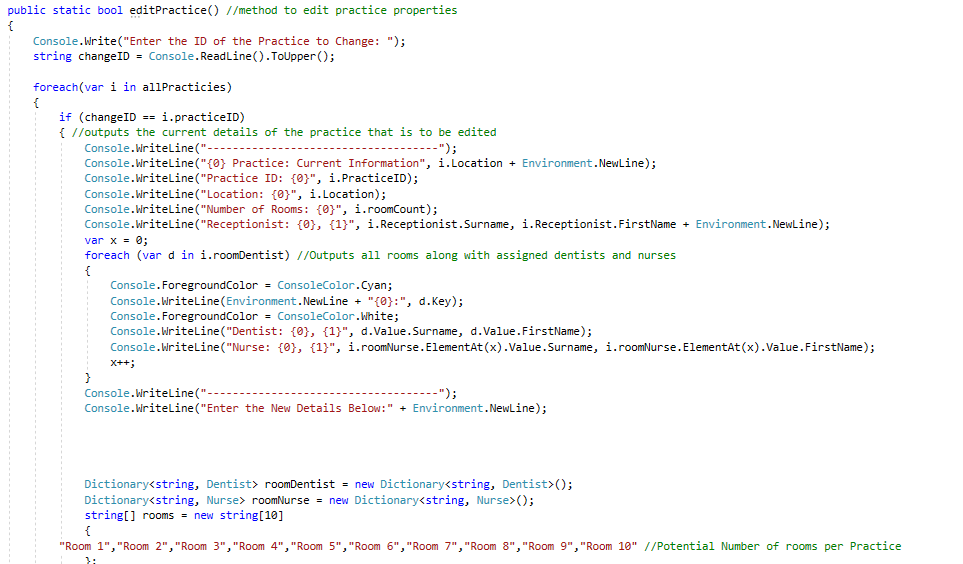 public static bool editPractice() //method to edit practice properties
{
Console.Write("Enter the ID of the Practice to Change: ");
string changeID = Console.ReadLine().ToUpper();
foreach(var i in allPracticies)
{
if (changeID == i.practiceID)
{ //outputs the current details of the practice that is to be edited
Console.WriteLine("------------------------------------");
Console.WriteLine("{0} Practice: Current Information", i.Location + Environment.NewLine);
Console.WriteLine("Practice ID: {0}", i.PracticeID);
Console.WriteLine("Location: {0}", i.Location);
Console.WriteLine("Number of Rooms: {0}", i.roomCount);
Console.WriteLine("Receptionist: {0}, {1}", i.Receptionist.Surname, i.Receptionist.FirstName + Environment.NewLine);
var x = 0;
foreach (var d in i.roomDentist) //Outputs all rooms along with assigned dentists and nurses
{
Console.ForegroundColor = ConsoleColor.Cyan;
Console.WriteLine(Environment.NewLine + "{0}:", d.Key);
Console.ForegroundColor = ConsoleColor.White;
Console.WriteLine("Dentist: {0}, {1}", d.Value.Surname, d.Value.FirstName);
Console.WriteLine("Nurse: {0}, {1}", i.roomNurse.ElementAt(x).Value.Surname, i.roomNurse.ElementAt(x).Value.FirstName);
x++;
}
Console.WriteLine("------------------------------------");
Console.WriteLine("Enter the New Details Below:" + Environment.NewLine);
Dictionary<string, Dentist> roomDentist = new Dictionary<string, Dentist>();
Dictionary<string, Nurse> roomNurse = new Dictionary<string, Nurse>();
string[] rooms = new string[10]
{
"Room 1","Room 2","Room 3","Room 4","Room 5","Room 6","Room 7","Room 8","Room 9","Room 10" //Potential Number of rooms per Practice
};